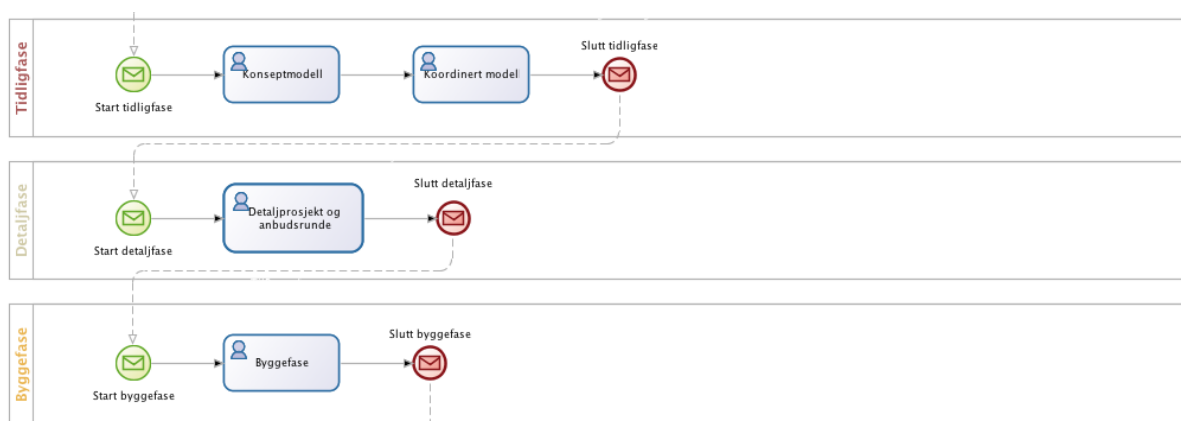 Tidligfase
Start tidligfase
Konseptmodell
Koordinert modell
Slutt tidligfase
Detaljfase
Start detaljfase
Detaljprosjekt og
anbudsrunde
Slutt detaljfase
Byggefase
Start byggefase
Byggefase
Slutt byggefase